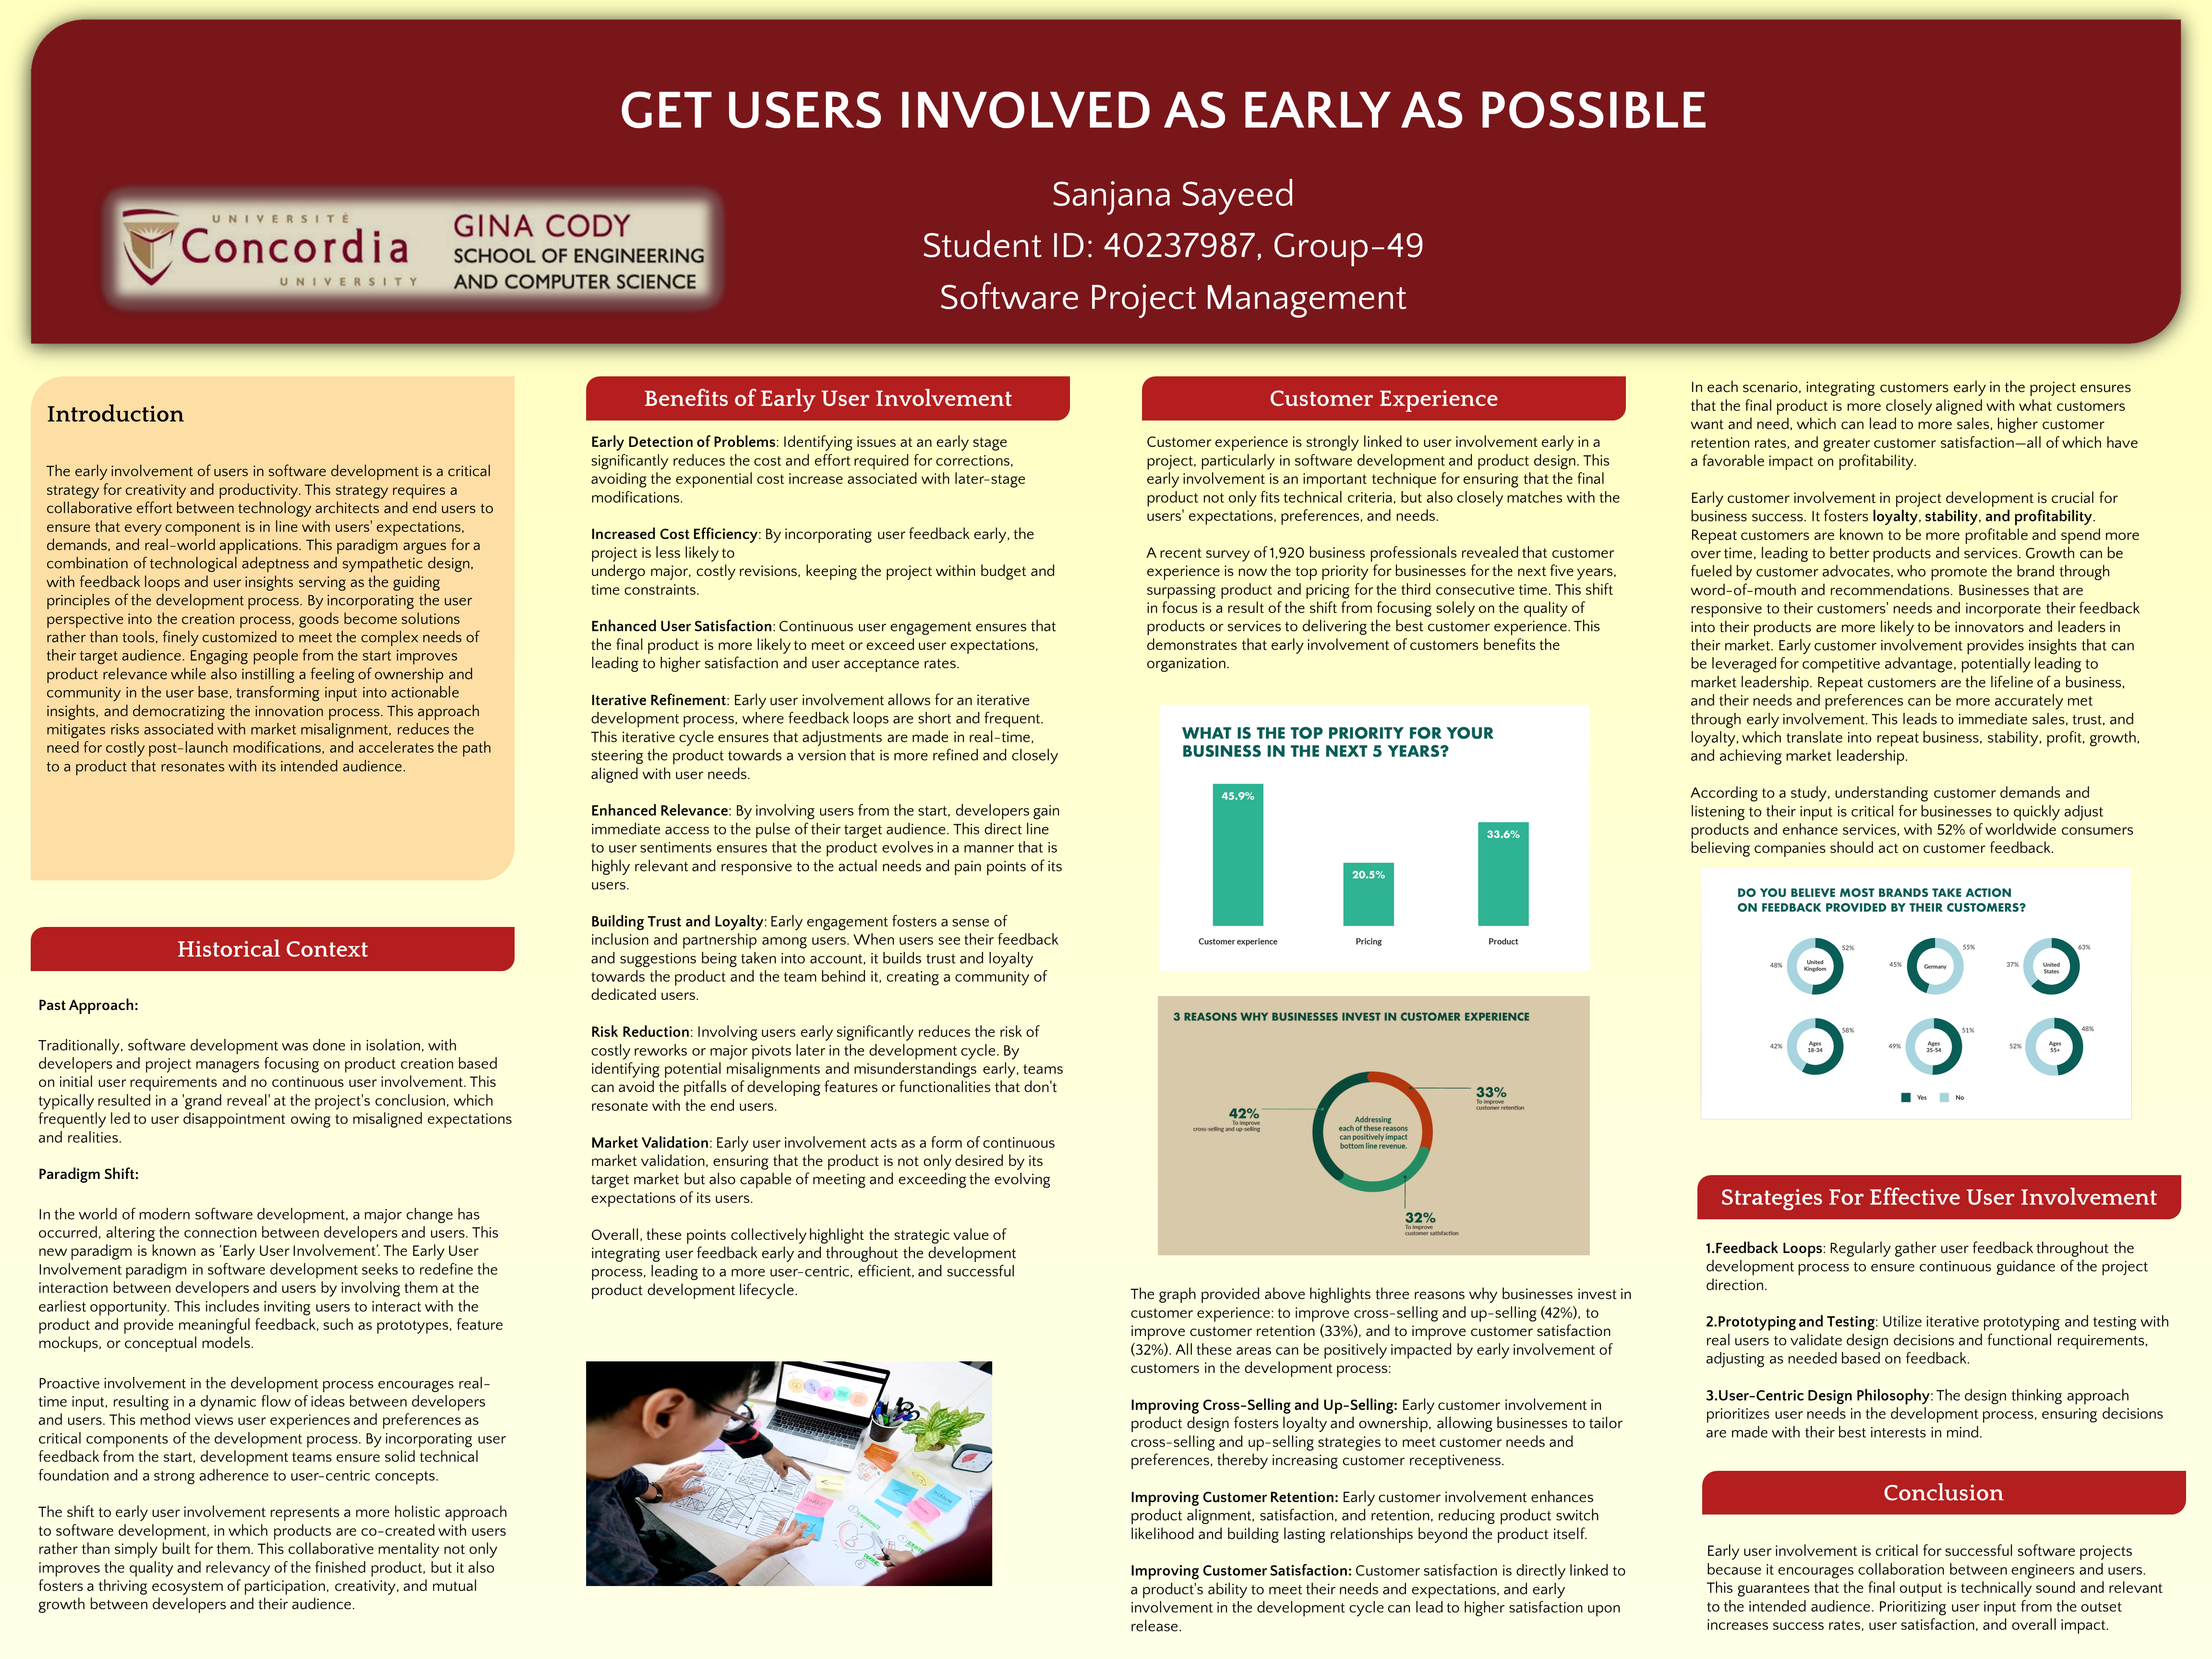 GET USERS INVOLVED AS EARLY AS POSSIBLE
Sanjana Sayeed
Student ID: 40237987, Group-49
Software Project Management
UNIVERSITÉ
Concordia
UNIVERSITY
GINA CODY
SCHOOL OF ENGINEERING
AND COMPUTER SCIENCE
Introduction
The early involvement of users in software development is a critical
strategy for creativity and productivity. This strategy requires a
collaborative effort between technology architects and end users to
ensure that every component is in line with users' expectations,
demands, and real-world applications. This paradigm argues for a
combination of technological adeptness and sympathetic design,
with feedback loops and user insights serving as the guiding
principles of the development process. By incorporating the user
perspective into the creation process, goods become solutions
rather than tools, finely customized to meet the complex needs of
their target audience. Engaging people from the start improves
product relevance while also instilling a feeling of ownership and
community in the user base, transforming input into actionable
insights, and democratizing the innovation process. This approach
mitigates risks associated with market misalignment, reduces the
need for costly post-launch modifications, and accelerates the path
to a product that resonates with its intended audience.
Historical Context
Past Approach:
Traditionally, software development was done in isolation, with
developers and project managers focusing on product creation based
on initial user requirements and no continuous user involvement. This
typically resulted in a 'grand reveal' at the project's conclusion, which
frequently led to user disappointment owing to misaligned expectations
and realities.
Paradigm Shift:
In the world of modern software development, a major change has
occurred, altering the connection between developers and users. This
new paradigm is known as 'Early User Involvement'. The Early User
Involvement paradigm in software development seeks to redefine the
interaction between developers and users by involving them at the
earliest opportunity. This includes inviting users to interact with the
product and provide meaningful feedback, such as prototypes, feature
mockups, or conceptual models.
Proactive involvement in the development process encourages real-
time input, resulting in a dynamic flow of ideas between developers
and users. This method views user experiences and preferences as
critical components of the development process. By incorporating user
feedback from the start, development teams ensure solid technical
foundation and a strong adherence to user-centric concepts.
The shift to early user involvement represents a more holistic approach
to software development, in which products are co-created with users
rather than simply built for them. This collaborative mentality not only
improves the quality and relevancy of the finished product, but it also
fosters a thriving ecosystem of participation, creativity, and mutual
growth between developers and their audience.
Benefits of Early User Involvement
Early Detection of Problems: Identifying issues at an early stage
significantly reduces the cost and effort required for corrections,
avoiding the exponential cost increase associated with later-stage
modifications.
Increased Cost Efficiency: By incorporating user feedback early, the
project is less likely to
undergo major, costly revisions, keeping the project within budget and
time constraints.
Enhanced User Satisfaction: Continuous user engagement ensures that
the final product is more likely to meet or exceed user expectations,
leading to higher satisfaction and user acceptance rates.
Iterative Refinement: Early user involvement allows for an iterative
development process, where feedback loops are short and frequent.
This iterative cycle ensures that adjustments are made in real-time,
steering the product towards a version that is more refined and closely
aligned with user needs.
Enhanced Relevance: By involving users from the start, developers gain
immediate access to the pulse of their target audience. This direct line
to user sentiments ensures that the product evolves in a manner that is
highly relevant and responsive to the actual needs and pain points of its
users.
Building Trust and Loyalty: Early engagement fosters a sense of
inclusion and partnership among users. When users see their feedback
and suggestions being taken into account, it builds trust and loyalty
towards the product and the team behind it, creating a community of
dedicated users.
Risk Reduction: Involving users early significantly reduces the risk of
costly reworks or major pivots later in the development cycle. By
identifying potential misalignments and misunderstandings early, teams
can avoid the pitfalls of developing features or functionalities that don't
resonate with the end users.
Market Validation: Early user involvement acts as a form of continuous
market validation, ensuring that the product is not only desired by its
target market but also capable of meeting and exceeding the evolving
expectations of its users.
Overall, these points collectively highlight the strategic value of
integrating user feedback early and throughout the development
process, leading to a more user-centric, efficient, and successful
product development lifecycle.
Customer Experience
Customer experience is strongly linked to user involvement early in a
project, particularly in software development and product design. This
early involvement is an important technique for ensuring that the final
product not only fits technical criteria, but also closely matches with the
users' expectations, preferences, and needs.
A recent survey of 1,920 business professionals revealed that customer
experience is now the top priority for businesses for the next five years,
surpassing product and pricing for the third consecutive time. This shift
in focus is a result of the shift from focusing solely on the quality of
products or services to delivering the best customer experience. This
demonstrates that early involvement of customers benefits the
organization.
WHAT IS THE TOP PRIORITY FOR YOUR
BUSINESS IN THE NEXT 5 YEARS?
45.9%
20.5%
33.6%
Customer experience
Pricing
Product
3 REASONS WHY BUSINESSES INVEST IN CUSTOMER EXPERIENCE
42%
To improve
cross-selling and up-selling
Addressing
each of these reasons
can positively impact
bottom line revenue.
33%
To improve
customer retention
32%
To improve
customer satisfaction
The graph provided above highlights three reasons why businesses invest in
customer experience: to improve cross-selling and up-selling (42%), to
improve customer retention (33%), and to improve customer satisfaction
(32%). All these areas can be positively impacted by early involvement of
customers in the development process:
Improving Cross-Selling and Up-Selling: Early customer involvement in
product design fosters loyalty and ownership, allowing businesses to tailor
cross-selling and up-selling strategies to meet customer needs and
preferences, thereby increasing customer receptiveness.
Improving Customer Retention: Early customer involvement enhances
product alignment, satisfaction, and retention, reducing product switch
likelihood and building lasting relationships beyond the product itself.
Improving Customer Satisfaction: Customer satisfaction is directly linked to
a product's ability to meet their needs and expectations, and early
involvement in the development cycle can lead to higher satisfaction upon
release.
In each scenario, integrating customers early in the project ensures
that the final product is more closely aligned with what customers
want and need, which can lead to more sales, higher customer
retention rates, and greater customer satisfaction—all of which have
a favorable impact on profitability.
Early customer involvement in project development is crucial for
business success. It fosters loyalty, stability, and profitability.
Repeat customers are known to be more profitable and spend more
over time, leading to better products and services. Growth can be
fueled by customer advocates, who promote the brand through
word-of-mouth and recommendations. Businesses that are
responsive to their customers' needs and incorporate their feedback
into their products are more likely to be innovators and leaders in
their market. Early customer involvement provides insights that can
be leveraged for competitive advantage, potentially leading to
market leadership. Repeat customers are the lifeline of a business,
and their needs and preferences can be more accurately met
through early involvement. This leads to immediate sales, trust, and
loyalty, which translate into repeat business, stability, profit, growth,
and achieving market leadership.
According to a study, understanding customer demands and
listening to their input is critical for businesses to quickly adjust
products and enhance services, with 52% of worldwide consumers
believing companies should act on customer feedback.
DO YOU BELIEVE MOST BRANDS TAKE ACTION
ON FEEDBACK PROVIDED BY THEIR CUSTOMERS?
48%
United
Kingdom
52%
45%
Germany
55%
37%
United
States
63%
42%
Ages
18-34
58%
49%
Ages
35-54
51%
52%
Ages
55+
48%
Yes
No
Strategies For Effective User Involvement
1.Feedback Loops: Regularly gather user feedback throughout the
development process to ensure continuous guidance of the project
direction.
2.Prototyping and Testing: Utilize iterative prototyping and testing with
real users to validate design decisions and functional requirements,
adjusting as needed based on feedback.
3.User-Centric Design Philosophy: The design thinking approach
prioritizes user needs in the development process, ensuring decisions
are made with their best interests in mind.
Conclusion
Early user involvement is critical for successful software projects
because it encourages collaboration between engineers and users.
This guarantees that the final output is technically sound and relevant
to the intended audience. Prioritizing user input from the outset
increases success rates, user satisfaction, and overall impact.